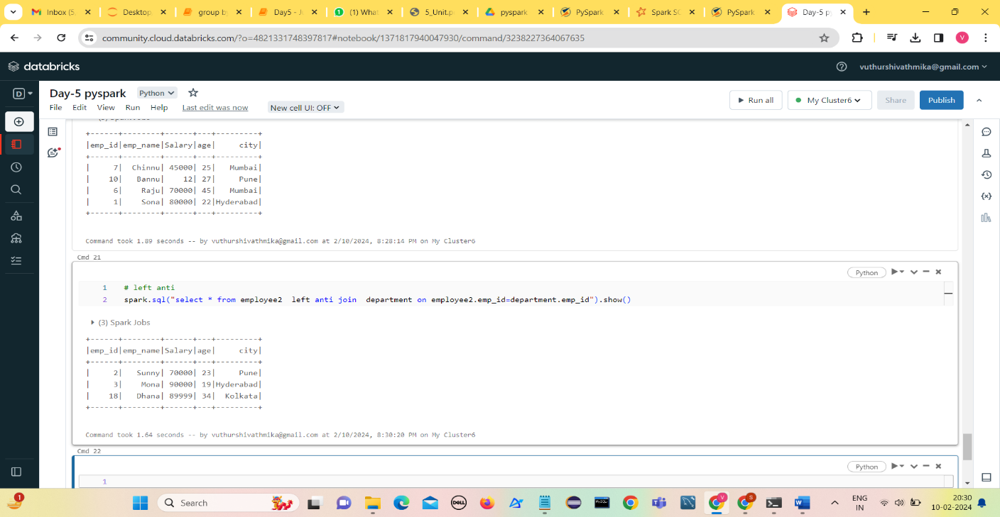 Inbox (5
Desktop
group b
Day5 - J
(1) What
5_Unit.p
pyspark
PySpark
Spark S
PySpark
Day-5 p
community.cloud.databricks.com/?o=4821331748397817#notebook/1371817940047930/command/3238227364067635
V
databricks
vuthurshivathmika@gmail.com
D
Day-5 pyspark Python
File Edit View Run Help Last edit was now New cell UI: OFF
Run all My Cluster6 Share Publish
+------+--------+------+---+---------+
|emp_id|emp_name|Salary|age|     city|
+------+--------+------+---+---------+
|     7|  Chinnu| 45000| 25|   Mumbai|
|    10|   Bannu|    12| 27|     Pune|
|     6|    Raju| 70000| 45|   Mumbai|
|     1|    Sona| 80000| 22|Hyderabad|
+------+--------+------+---+---------+
Command took 1.89 seconds -- by vuthurshivathmika@gmail.com at 2/10/2024, 8:28:14 PM on My Cluster6
Cmd 21
Python
1 # left anti
2 spark.sql("select * from employee2  left anti join  department on employee2.emp_id=department.emp_id").show()
(3) Spark Jobs
+------+--------+------+---+---------+
|emp_id|emp_name|Salary|age|     city|
+------+--------+------+---+---------+
|     2|   Sunny| 70000| 23|     Pune|
|     3|    Mona| 90000| 19|Hyderabad|
|    18|   Dhana| 89999| 34|  Kolkata|
+------+--------+------+---+---------+
Command took 1.64 seconds -- by vuthurshivathmika@gmail.com at 2/10/2024, 8:30:20 PM on My Cluster6
Cmd 22
Python
1
1
Search
DELL
V
S
ENG
IN
20:30
10-02-2024